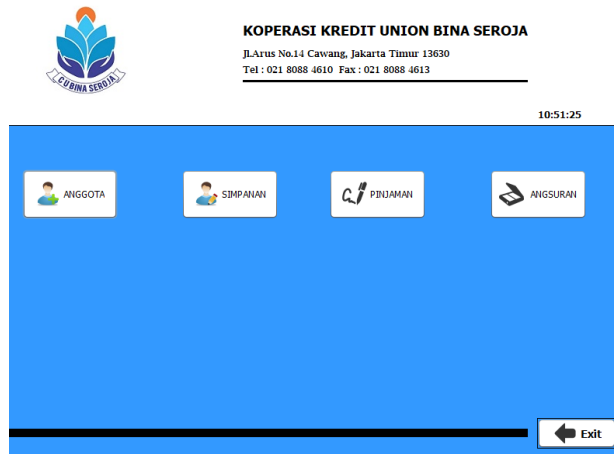 KOPERASI KREDIT UNION BINA SEROJA
Jl.Arus No.14 Cawang, Jakarta Timur 13630
Tel : 021 8088 4610 Fax : 021 8088 4613
CU BINA SEROJA
10:51:25
ANGGOTA
SIMPANAN
PINJAMAN
ANGSURAN
Exit